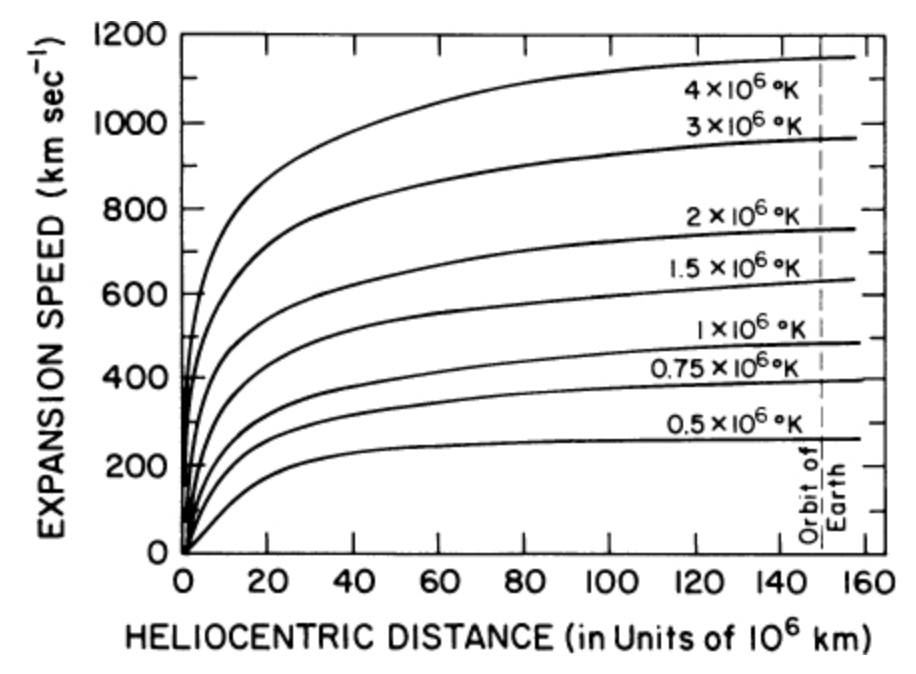 1200
1000
800
600
400
200
0
EXPANSION SPEED (km sec⁻¹)
4×10⁶ °K
3×10⁶ °K
2×10⁶ °K
1.5×10⁶ °K
1×10⁶ °K
0.75×10⁶ °K
0.5×10⁶ °K
Orbit of
Earth
0 20 40 60 80 100 120 140 160
HELIOCENTRIC DISTANCE (in Units of 10⁶ km)